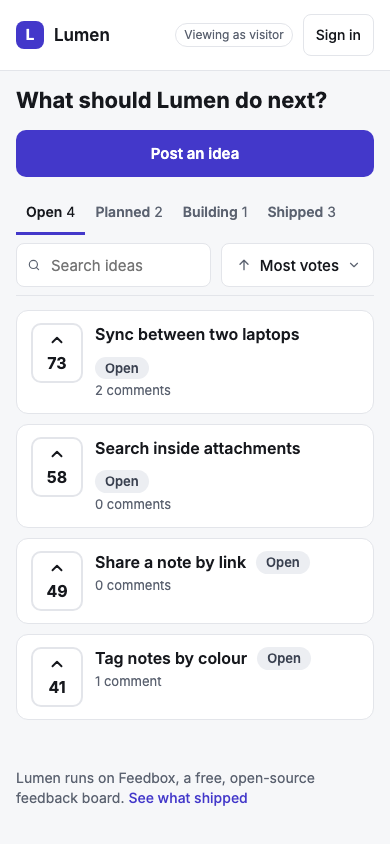 L Lumen Viewing as visitor Sign in
What should Lumen do next?
Post an idea
Open 4 Planned 2 Building 1 Shipped 3
Search ideas Most votes
Sync between two laptops
73
Open
2 comments
Search inside attachments
58
Open
0 comments
Share a note by link Open
49
0 comments
Tag notes by colour Open
41
1 comment
Lumen runs on Feedbox, a free, open-source
feedback board. See what shipped